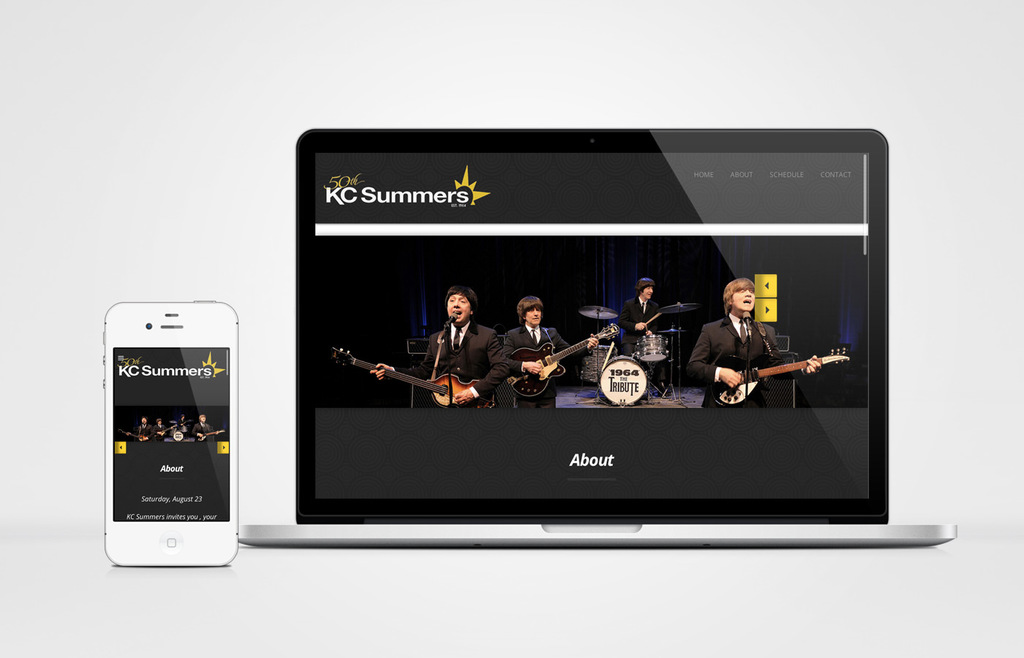 50th
KC Summers
EST. 1964
HOME ABOUT SCHEDULE CONTACT
1964
THE
TRIBUTE
About
50th
KC Summers
About
Saturday, August 23
KC Summers invites you , your